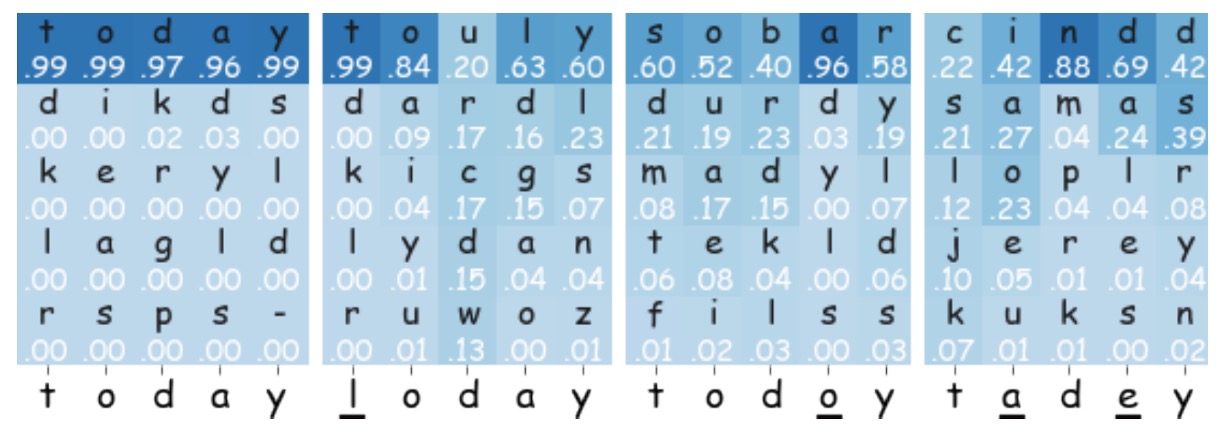 t o d a y t o u l y s o b a r c i n d d
.99 .99 .97 .96 .99 .99 .84 .20 .63 .60 .60 .52 .40 .96 .58 .22 .42 .88 .69 .42
d i k d s d a r d l d u r d y s a m a s
.00 .00 .02 .03 .00 .00 .09 .17 .16 .23 .21 .19 .23 .03 .19 .21 .27 .04 .24 .39
k e r y l k i c g s m a d y l l o p l r
.00 .00 .00 .00 .00 .00 .04 .17 .15 .07 .08 .17 .15 .00 .07 .12 .23 .04 .04 .08
l a g l d l y d a n t e k l d j e r e y
.00 .00 .00 .00 .00 .00 .01 .15 .04 .04 .06 .08 .04 .00 .06 .10 .05 .01 .01 .04
r s p s - r u w o z f i l s s k u k s n
.00 .00 .00 .00 .00 .00 .01 .13 .00 .01 .01 .02 .03 .00 .03 .07 .01 .01 .00 .02
t o d a y l o d a y t o d o y t a d e y